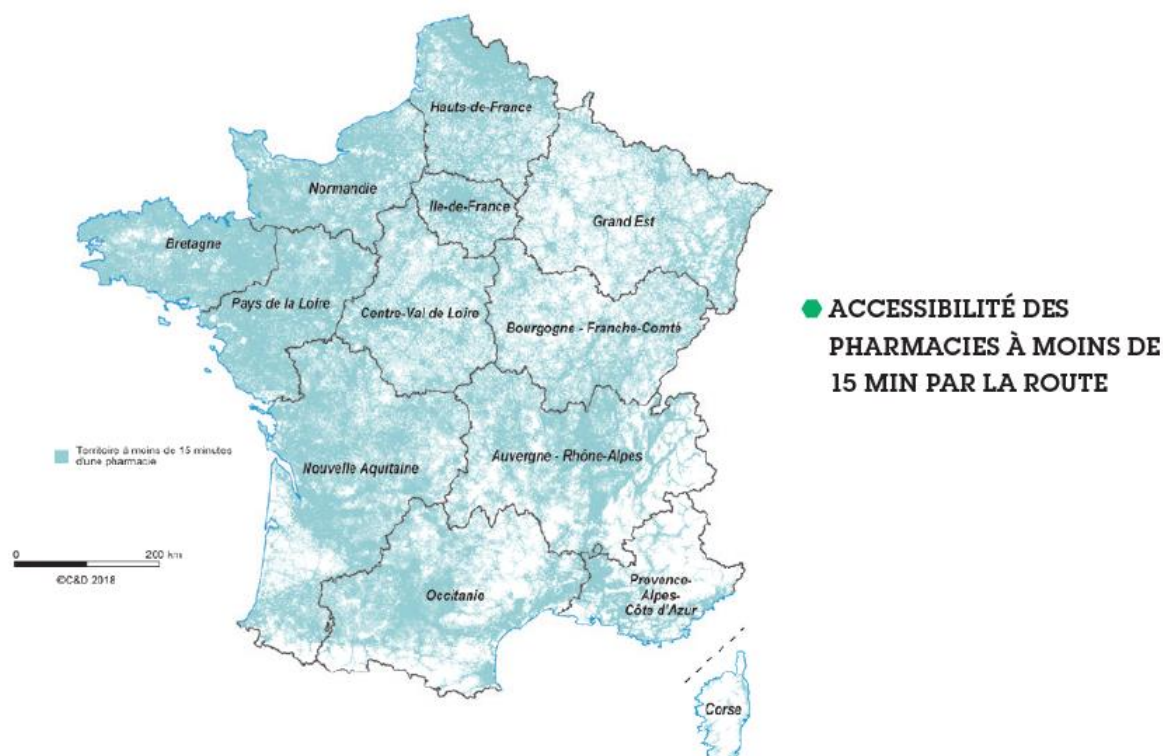 Hauts-de-France
Normandie
Ile-de-France
Grand Est
Bretagne
Pays de la Loire
Centre-Val de Loire
Bourgogne - Franche-Comté
ACCESSIBILITÉ DES
PHARMACIES À MOINS DE
15 MIN PAR LA ROUTE
Territoire à moins de 15 minutes
d'une pharmacie
Nouvelle Aquitaine
Auvergne - Rhône-Alpes
0 200 km
©C&D 2018
Occitanie
Provence-
Alpes-
Côte d'Azur
Corse